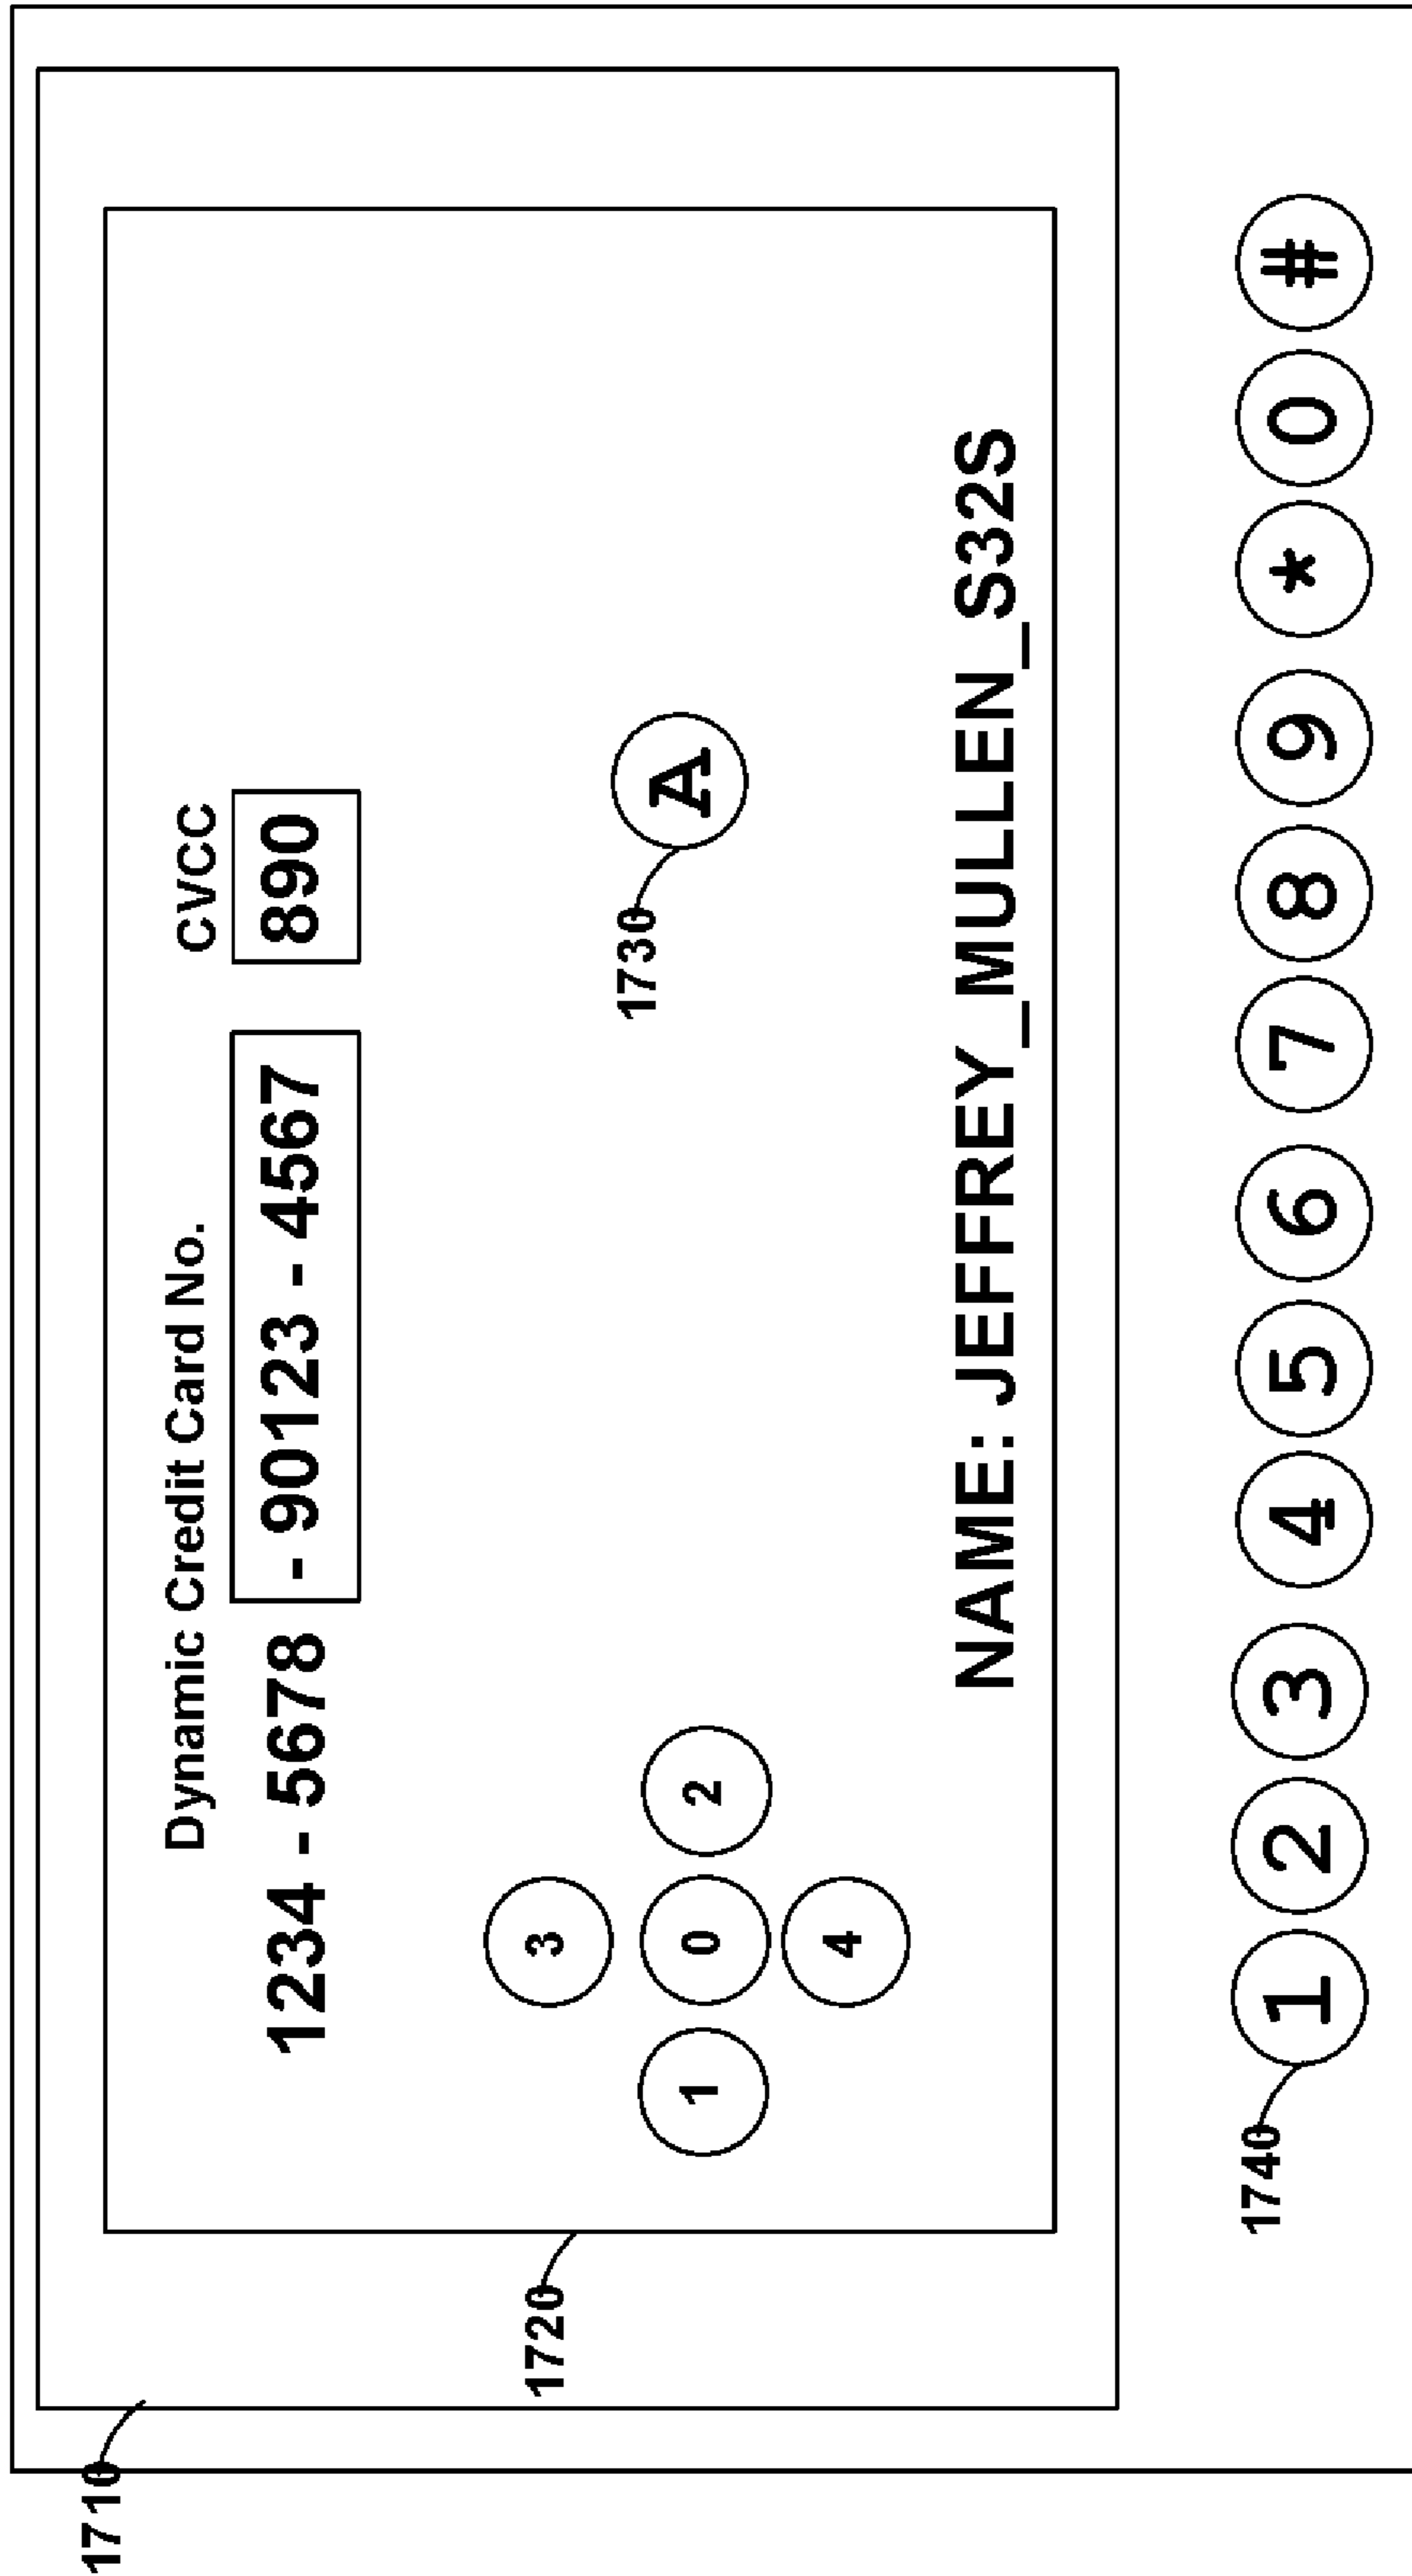 1710
Dynamic Credit Card No. CVCC
1234 - 5678 - 90123 - 4567 890
3
1 0 2
4
1730 A
1720
NAME: JEFFREY_MULLEN_S32S
1740
1 2 3 4 5 6 7 8 9 * 0 #